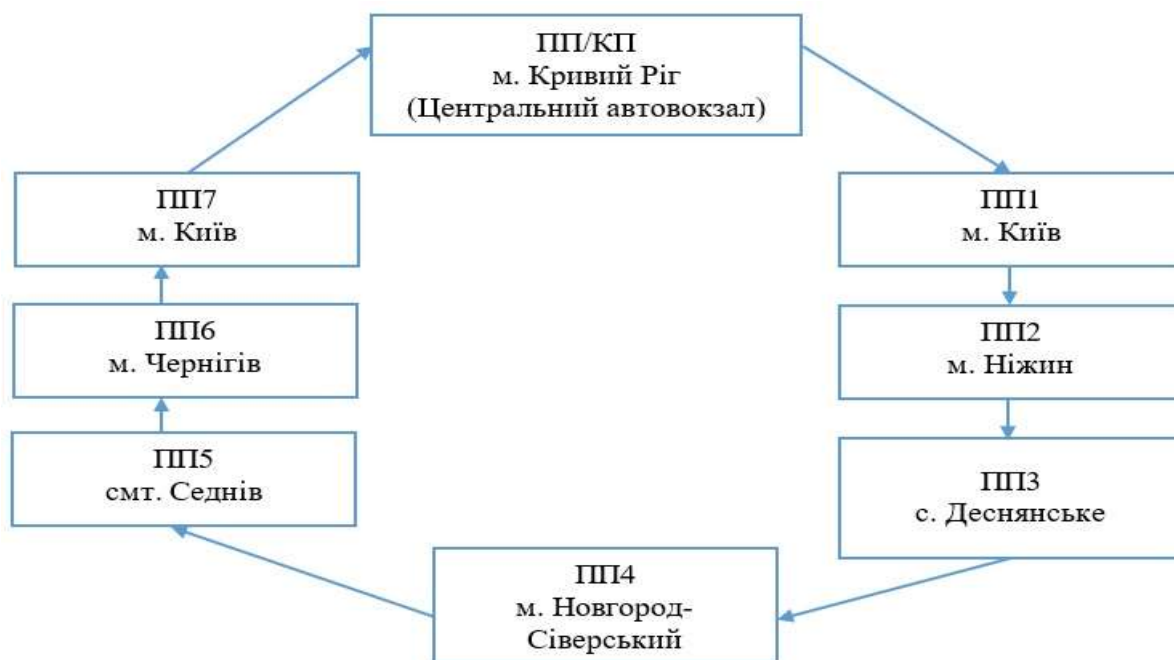 ПП/КП
м. Кривий Ріг
(Центральний автовокзал)
ПП1
м. Київ
ПП2
м. Ніжин
ПП3
с. Деснянське
ПП4
м. Новгород-
Сіверський
ПП5
смт. Седнів
ПП6
м. Чернігів
ПП7
м. Київ